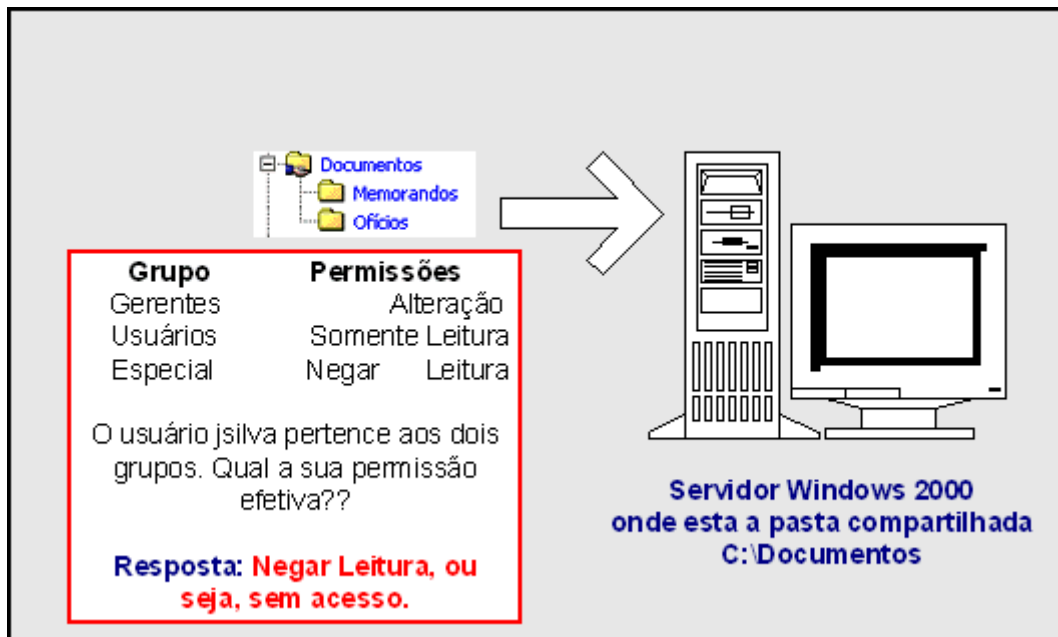 Documentos
Memorandos
Ofícios
Grupo Permissões
Gerentes Alteração
Usuários Somente Leitura
Especial Negar Leitura
O usuário jsilva pertence aos dois
grupos. Qual a sua permissão
efetiva??
Resposta: Negar Leitura, ou
seja, sem acesso.
Servidor Windows 2000
onde esta a pasta compartilhada
C:\Documentos